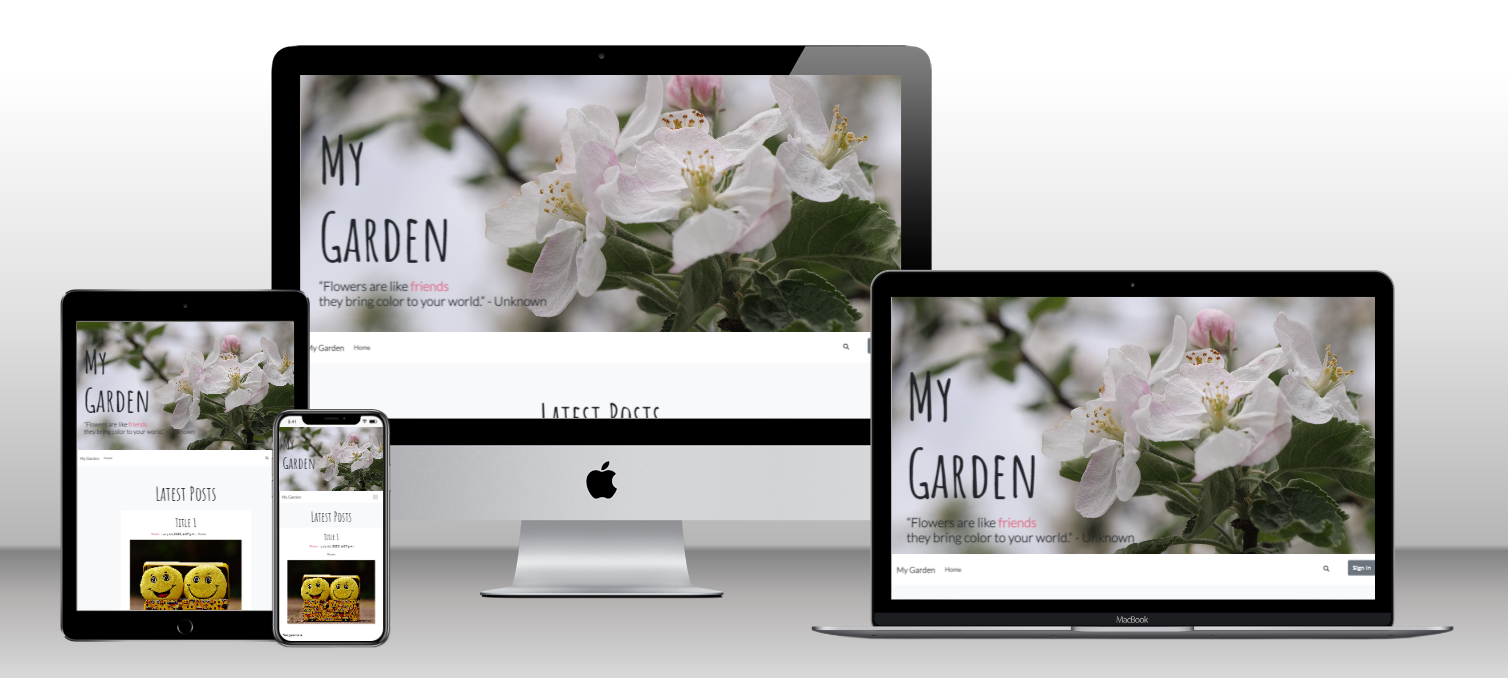 My
Garden
"Flowers are like friends
they bring color to your world." - Unknown
My Garden Home
Latest Posts
My
Garden
"Flowers are like friends
they bring color to your world." - Unknown
My Garden Home
Latest Posts
Title 1
9:41
My
Garden
My Garden
Latest Posts
Title 1
My
Garden
"Flowers are like friends
they bring color to your world." - Unknown
My Garden Home Sign In
MacBook